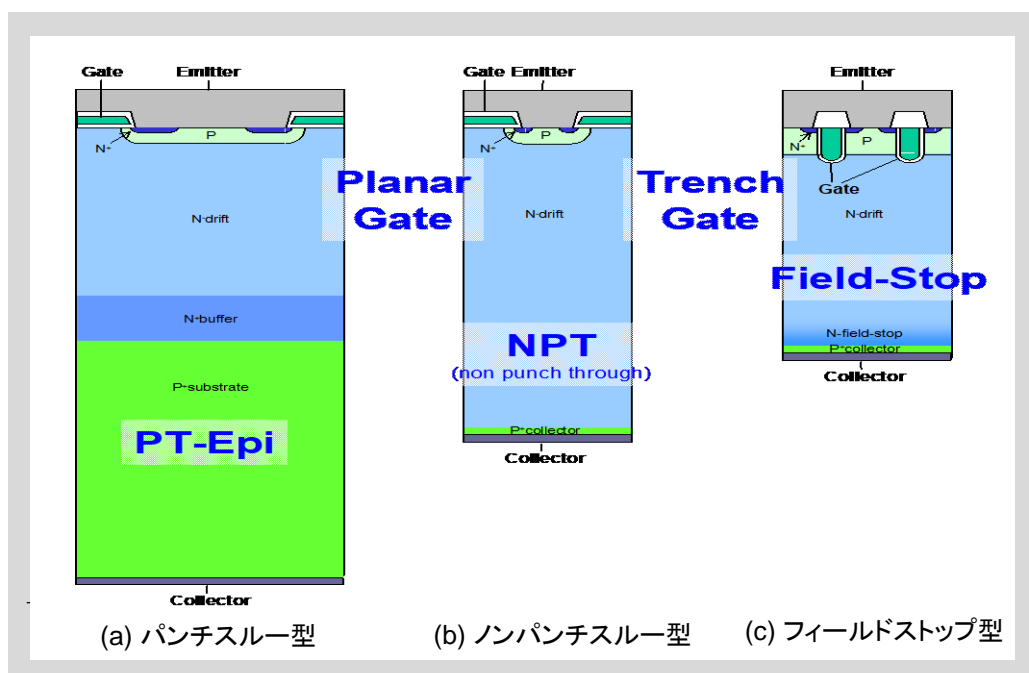 Gate
Emitter
P
N+
N-drift
N+buffer
P+substrate
PT-Epi
Collector
(a) パンチスルー型
Planar
Gate
Gate Emitter
P
N+
N-drift
NPT
(non punch through)
P+collector
Collector
(b) ノンパンチスルー型
Trench
Gate
Emitter
N+
P
Gate
N-drift
Field-Stop
N-field-stop
P+collector
Collector
(c) フィールドストップ型